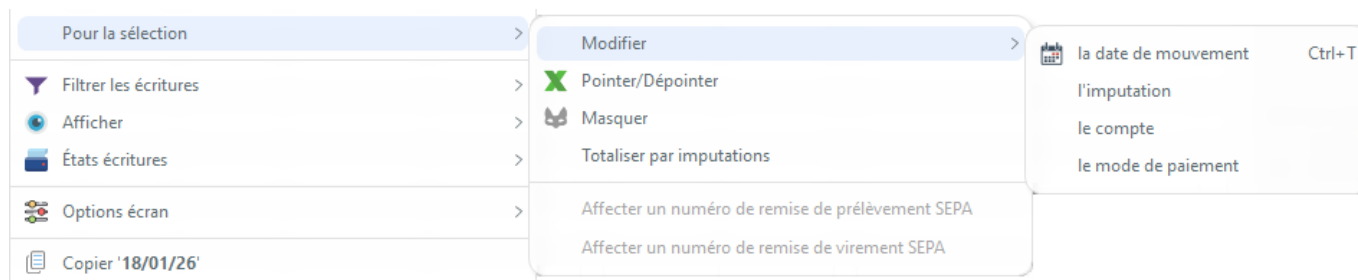 Pour la sélection
Filtrer les écritures
Afficher
États écritures
Options écran
Copier '18/01/26'
Modifier
Pointer/Dépointer
Masquer
Totaliser par imputations
Affecter un numéro de remise de prélèvement SEPA
Affecter un numéro de remise de virement SEPA
la date de mouvement Ctrl+T
l'imputation
le compte
le mode de paiement